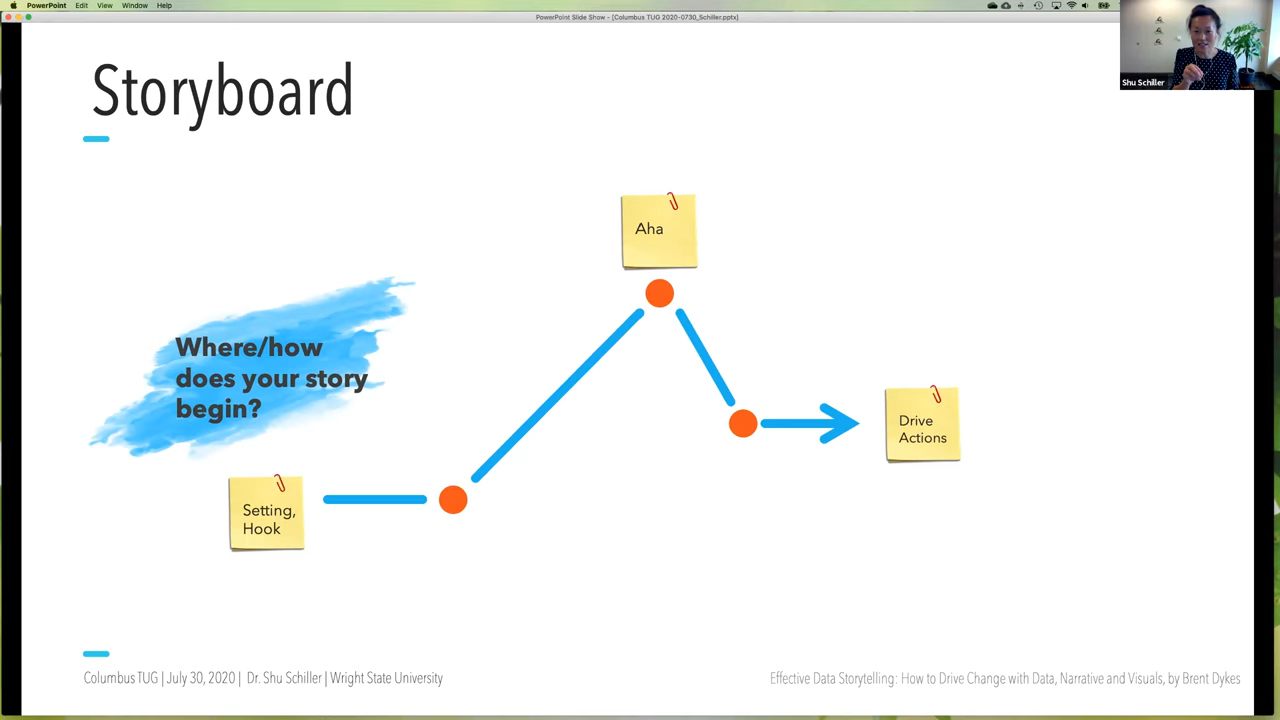 PowerPoint Edit View Window Help
PowerPoint Slide Show - [Columbus TUG 2020-0730_Schiller.pptx]
Shu Schiller
Storyboard
Aha
Where/how
does your story
begin?
Drive
Actions
Setting,
Hook
Columbus TUG | July 30, 2020 | Dr. Shu Schiller | Wright State University
Effective Data Storytelling: How to Drive Change with Data, Narrative and Visuals, by Brent Dykes